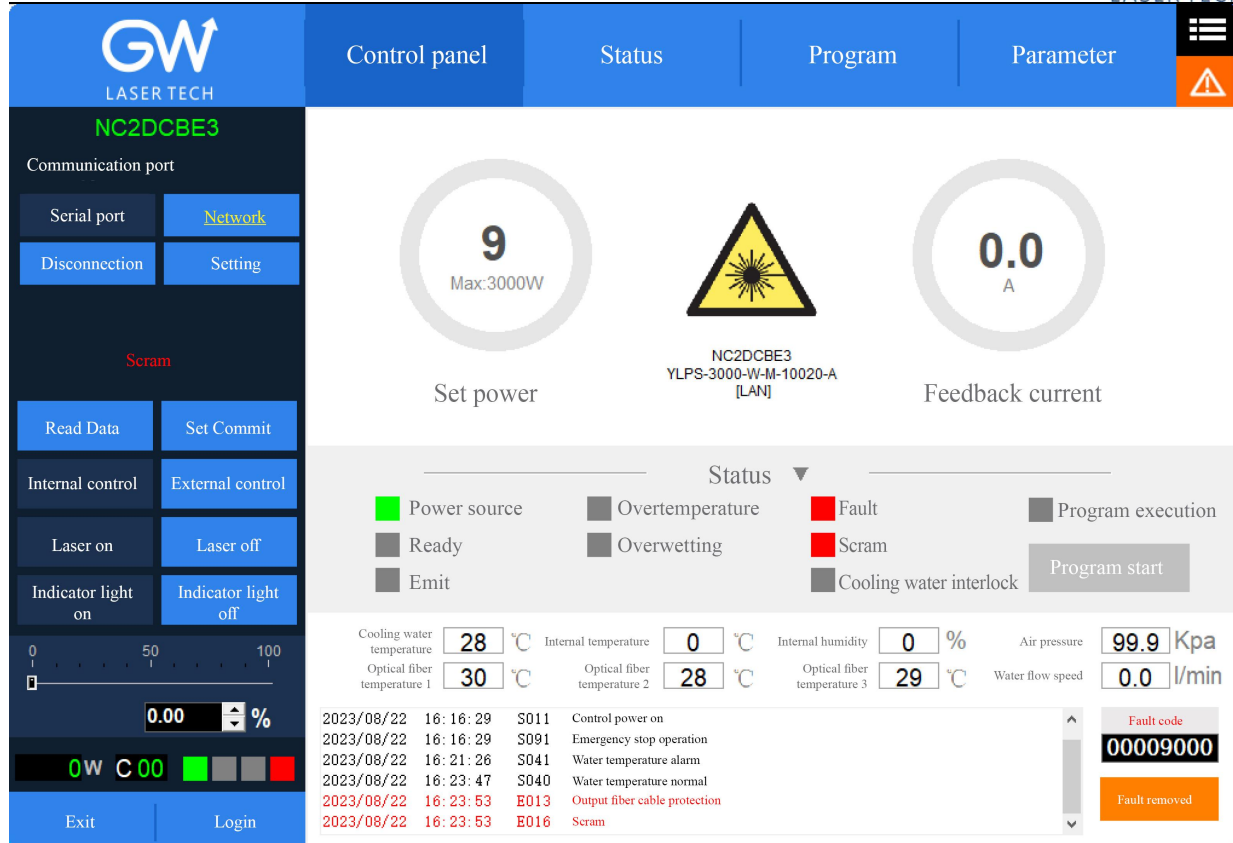 GW
LASER TECH
Control panel
Status
Program
Parameter
NC2DCBE3
Communication port
Serial port
Network
Disconnection
Setting
Scram
Read Data
Set Commit
Internal control
External control
Laser on
Laser off
Indicator light
on
Indicator light
off
0 50 100
0.00 %
0W C 00
Exit
Login
9
Max:3000W
Set power
NC2DCBE3
YLPS-3000-W-M-10020-A
[LAN]
0.0
A
Feedback current
Status ▼
Power source
Overtemperature
Fault
Program execution
Ready
Overwetting
Scram
Program start
Emit
Cooling water interlock
Cooling water
temperature
28 ℃
Internal temperature 0 ℃
Internal humidity 0 %
Air pressure 99.9 Kpa
Optical fiber
temperature 1
30 ℃
Optical fiber
temperature 2
28 ℃
Optical fiber
temperature 3
29 ℃
Water flow speed 0.0 l/min
2023/08/22 16:16:29 S011 Control power on
2023/08/22 16:16:29 S091 Emergency stop operation
2023/08/22 16:21:26 S041 Water temperature alarm
2023/08/22 16:23:47 S040 Water temperature normal
2023/08/22 16:23:53 E013 Output fiber cable protection
2023/08/22 16:23:53 E016 Scram
Fault code
00009000
Fault removed